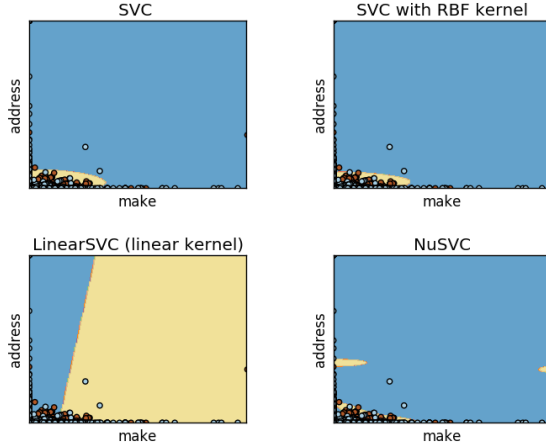 SVC
address
make
SVC with RBF kernel
address
make
LinearSVC (linear kernel)
address
make
NuSVC
address
make